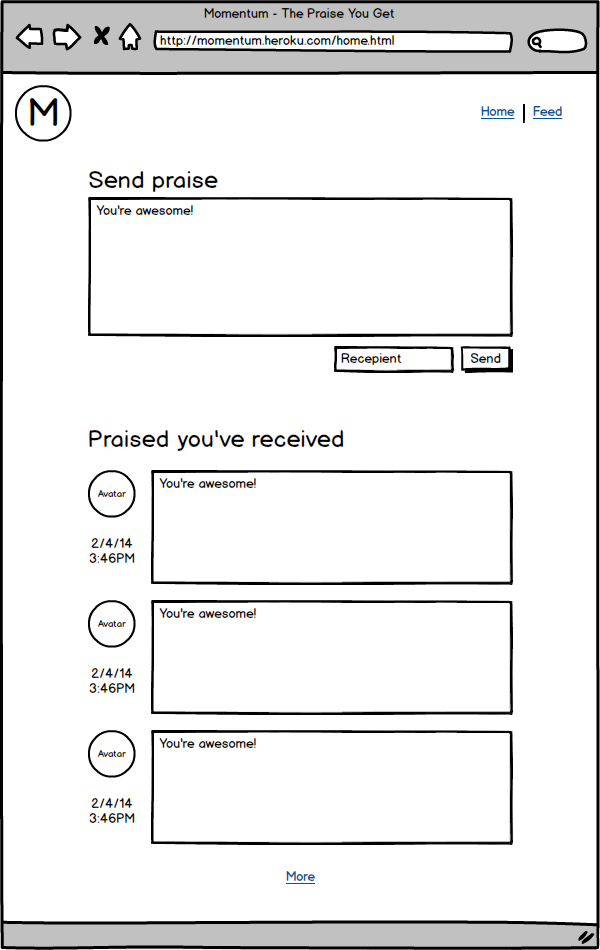 Momentum - The Praise You Get
http://momentum.heroku.com/home.html
M
Home | Feed
Send praise
You're awesome!
Recepient
Send
Praised you've received
Avatar
You're awesome!
2/4/14
3:46PM
Avatar
You're awesome!
2/4/14
3:46PM
Avatar
You're awesome!
2/4/14
3:46PM
More